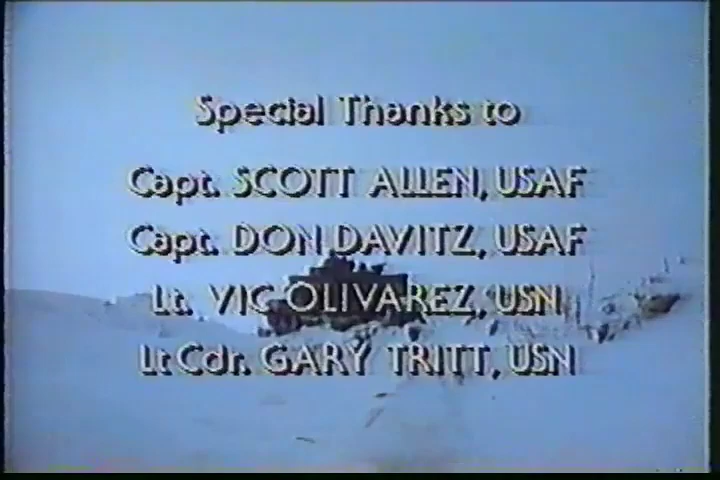 Special Thanks to
Capt. SCOTT ALLEN, USAF
Capt. DON DAVITZ, USAF
Lt. VIC OLIVAREZ, USN
Lt Cdr. GARY TRITT, USN